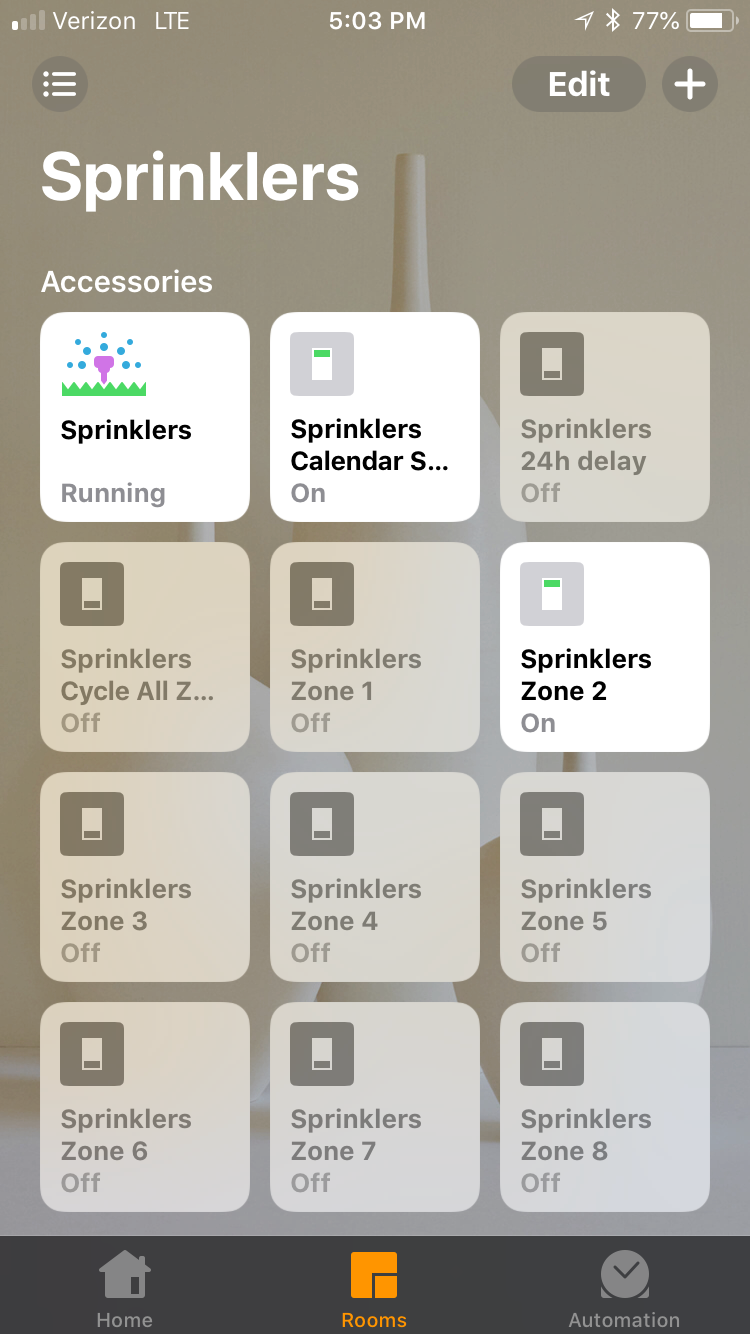 Verizon LTE 5:03 PM 77%
Edit
Sprinklers
Accessories
Sprinklers
Running
Sprinklers
Calendar S...
On
Sprinklers
24h delay
Off
Sprinklers
Cycle All Z...
Off
Sprinklers
Zone 1
Off
Sprinklers
Zone 2
On
Sprinklers
Zone 3
Off
Sprinklers
Zone 4
Off
Sprinklers
Zone 5
Off
Sprinklers
Zone 6
Off
Sprinklers
Zone 7
Off
Sprinklers
Zone 8
Off
Home Rooms Automation